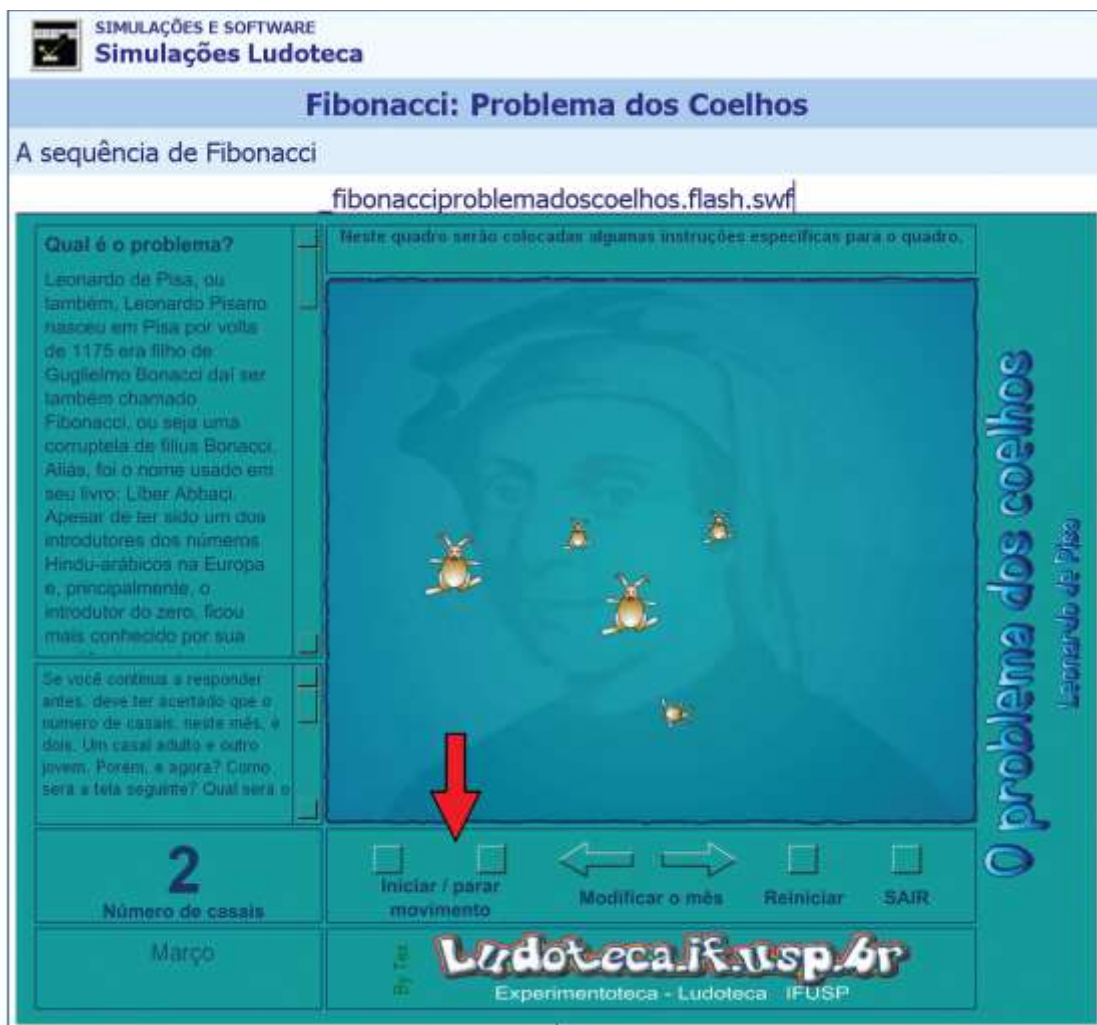 SIMULAÇÕES E SOFTWARE
Simulações Ludoteca
Fibonacci: Problema dos Coelhos
A sequência de Fibonacci
_fibonacciproblemadoscoelhos.flash.swf
Qual é o problema?
Leonardo de Pisa, ou
também, Leonardo Pisano
nasceu em Pisa por volta
de 1175 era filho de
Guglielmo Bonacci daí ser
também chamado
Fibonacci, ou seja uma
corruptela de filius Bonacci.
Aliás, foi o nome usado em
seu livro: Líber Abbaci.
Apesar de ter sido um dos
introdutores dos números
Hindu-arábicos na Europa
e, principalmente, o
introdutor do zero, ficou
mais conhecido por sua
Neste quadro serão colocadas algumas instruções específicas para o quadro.
Se você continua a responder
antes, deve ter acertado que o
número de casais, neste mês, é
dois. Um casal adulto e outro
jovem. Porém, e agora? Como
será a tela seguinte? Qual será o
2
Número de casais
Março
Iniciar / parar
movimento
Modificar o mês
Reiniciar
SAIR
By Tex
Ludoteca.if.usp.br
Experimentoteca - Ludoteca IFUSP
O problema dos coelhos
Leonardo de Pisa